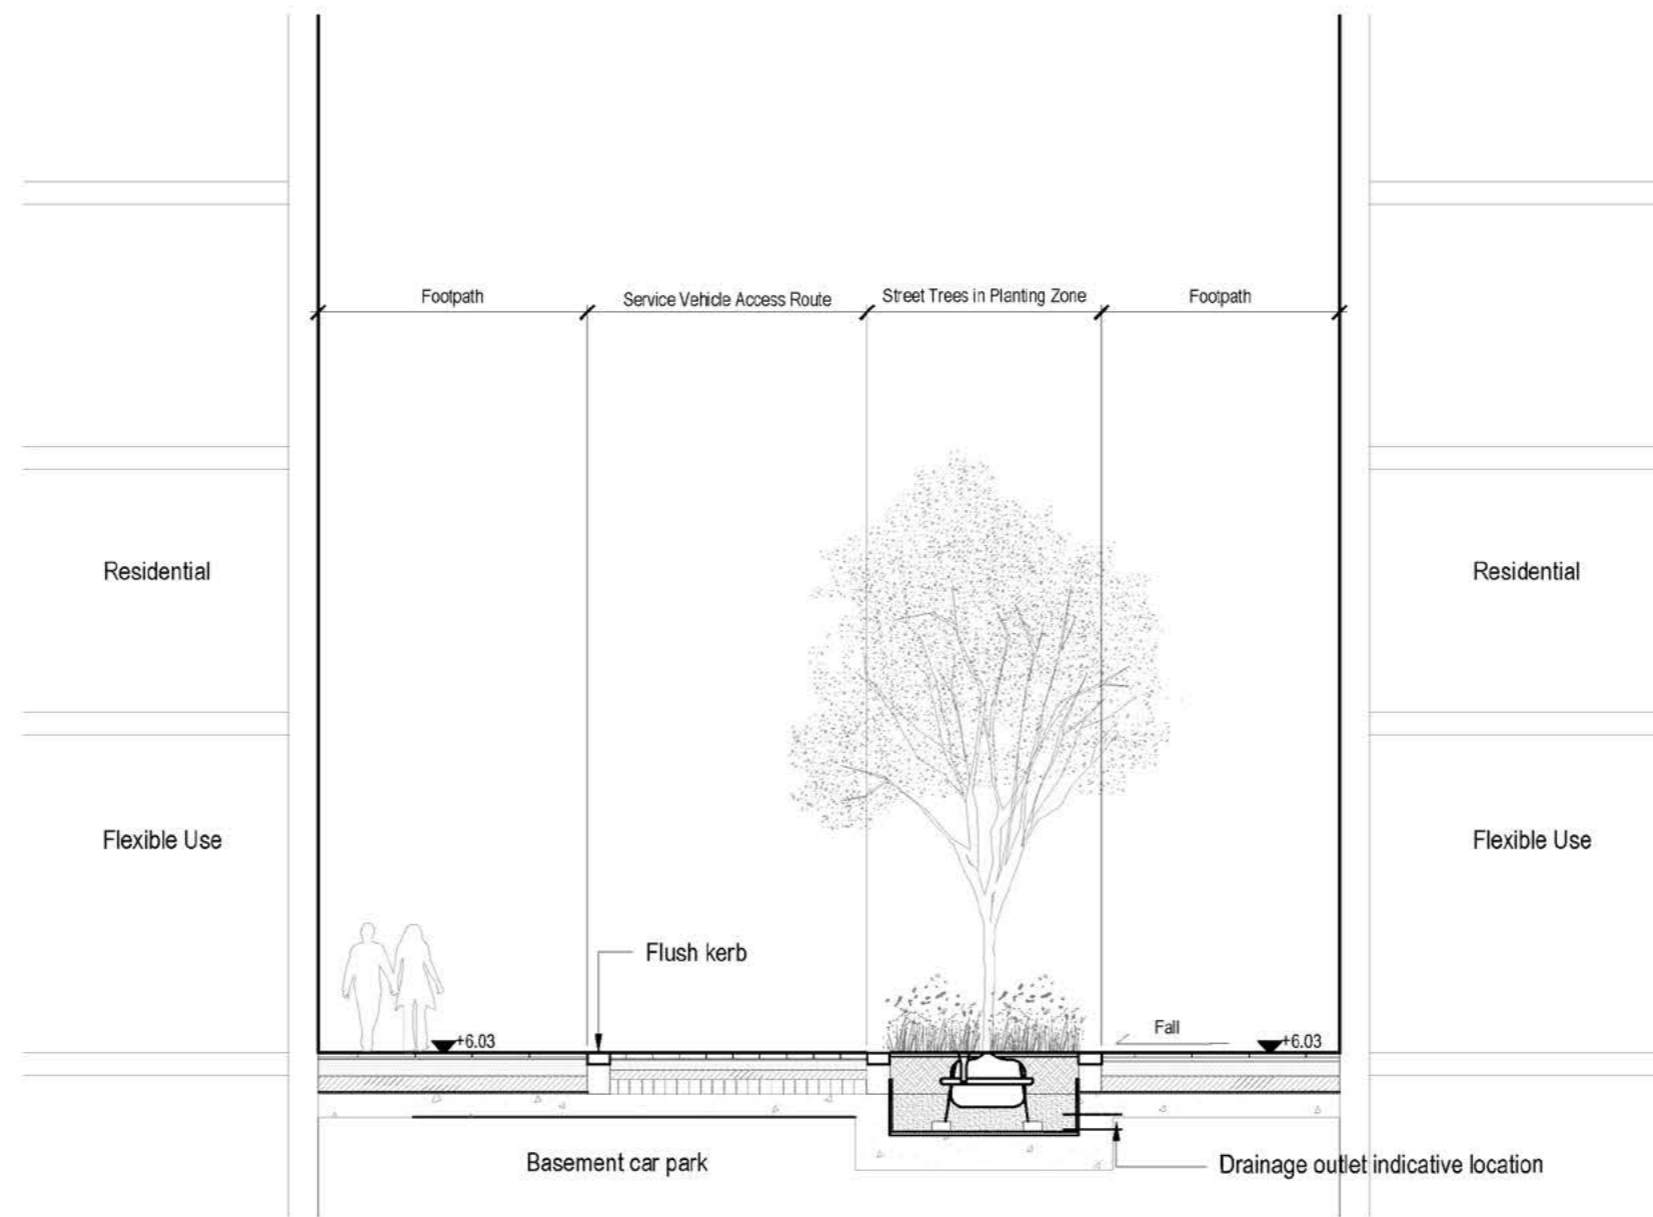 Footpath
Service Vehicle Access Route
Street Trees in Planting Zone
Footpath
Residential
Residential
Flexible Use
Flexible Use
Flush kerb
+6.03
Fall
+6.03
Basement car park
Drainage outlet indicative location